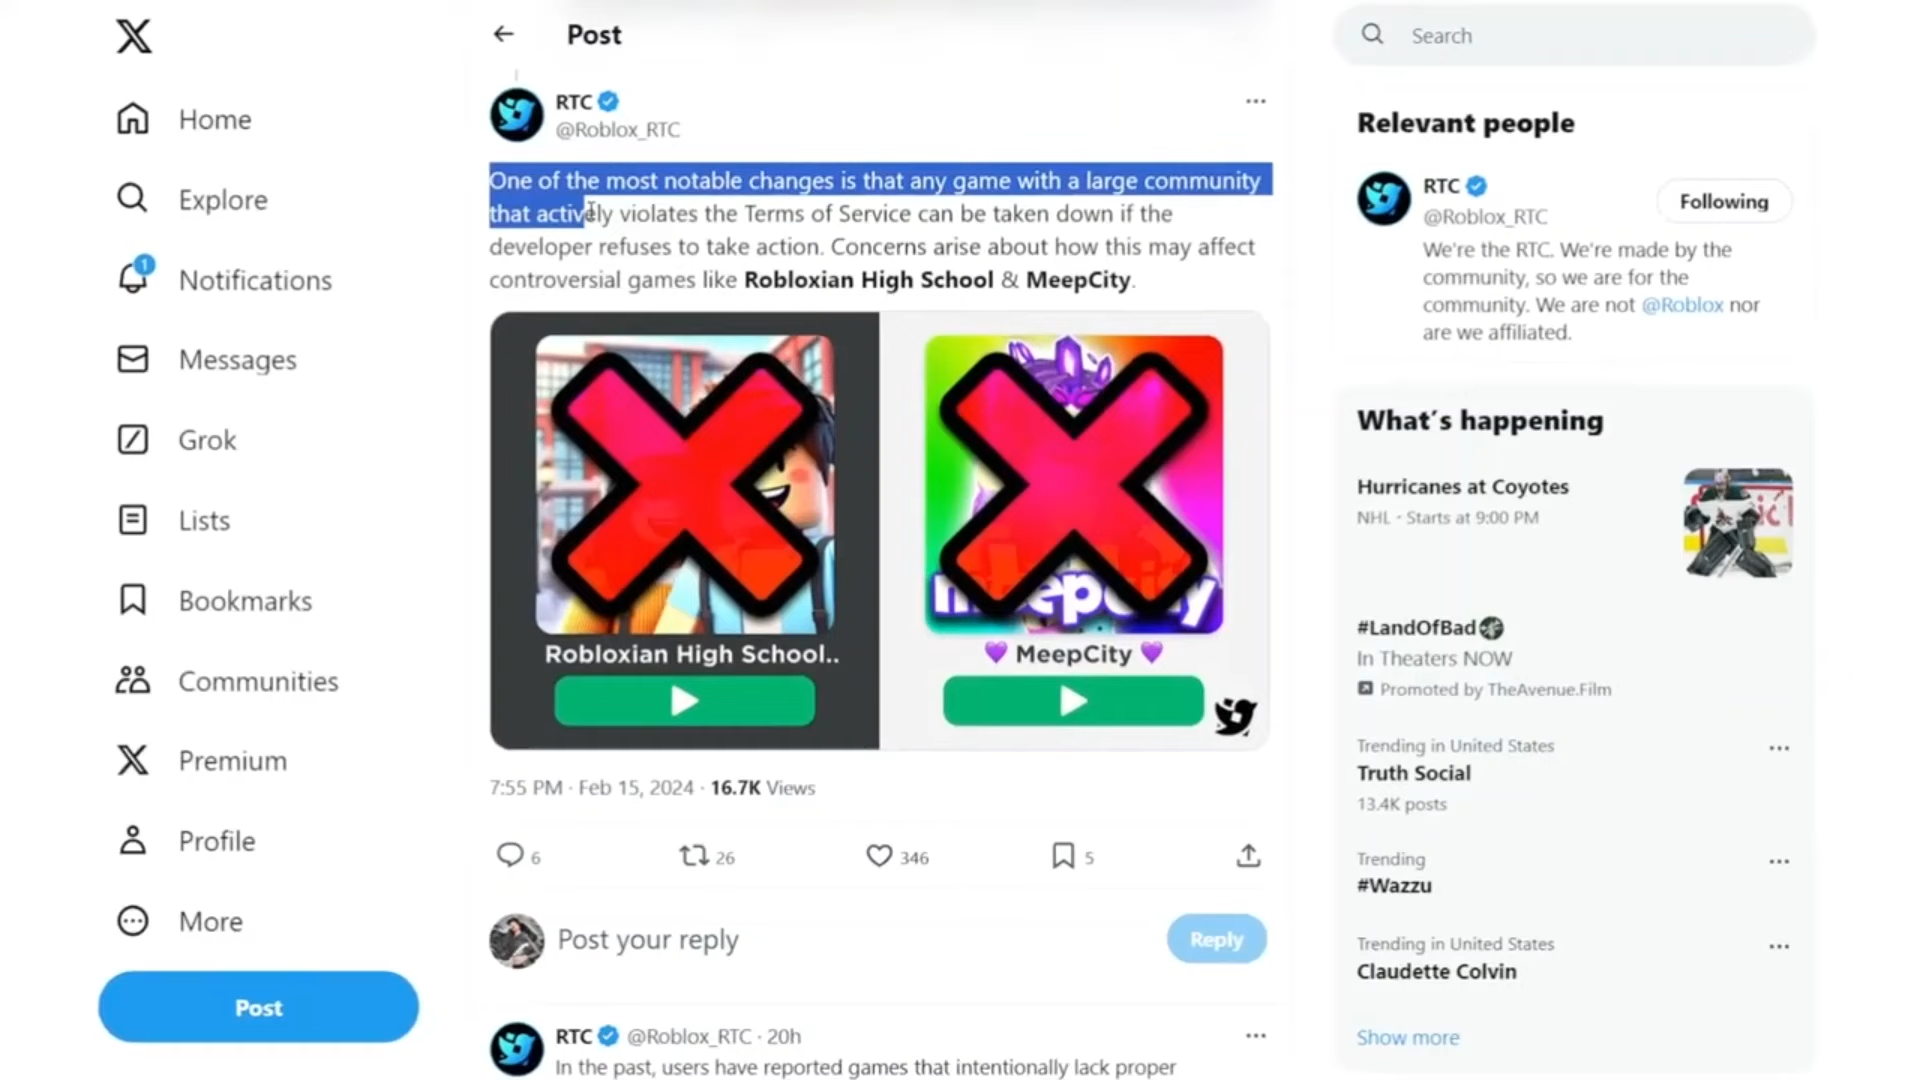 Post
Search
Home
Explore
1
Notifications
Messages
Grok
Lists
Bookmarks
Communities
Premium
Profile
More
Post
RTC
@Roblox_RTC
One of the most notable changes is that any game with a large community
that actively violates the Terms of Service can be taken down if the
developer refuses to take action. Concerns arise about how this may affect
controversial games like Robloxian High School & MeepCity.
meepcity
Robloxian High School..
💜 MeepCity 💜
7:55 PM · Feb 15, 2024 · 16.7K Views
6 26 346 5
Post your reply
Reply
RTC @Roblox_RTC · 20h
In the past, users have reported games that intentionally lack proper
Relevant people
RTC
@Roblox_RTC
Following
We're the RTC. We're made by the
community, so we are for the
community. We are not @Roblox nor
are we affiliated.
What's happening
Hurricanes at Coyotes
NHL · Starts at 9:00 PM
#LandOfBad
In Theaters NOW
Promoted by TheAvenue.Film
Trending in United States
Truth Social
13.4K posts
Trending
#Wazzu
Trending in United States
Claudette Colvin
Show more